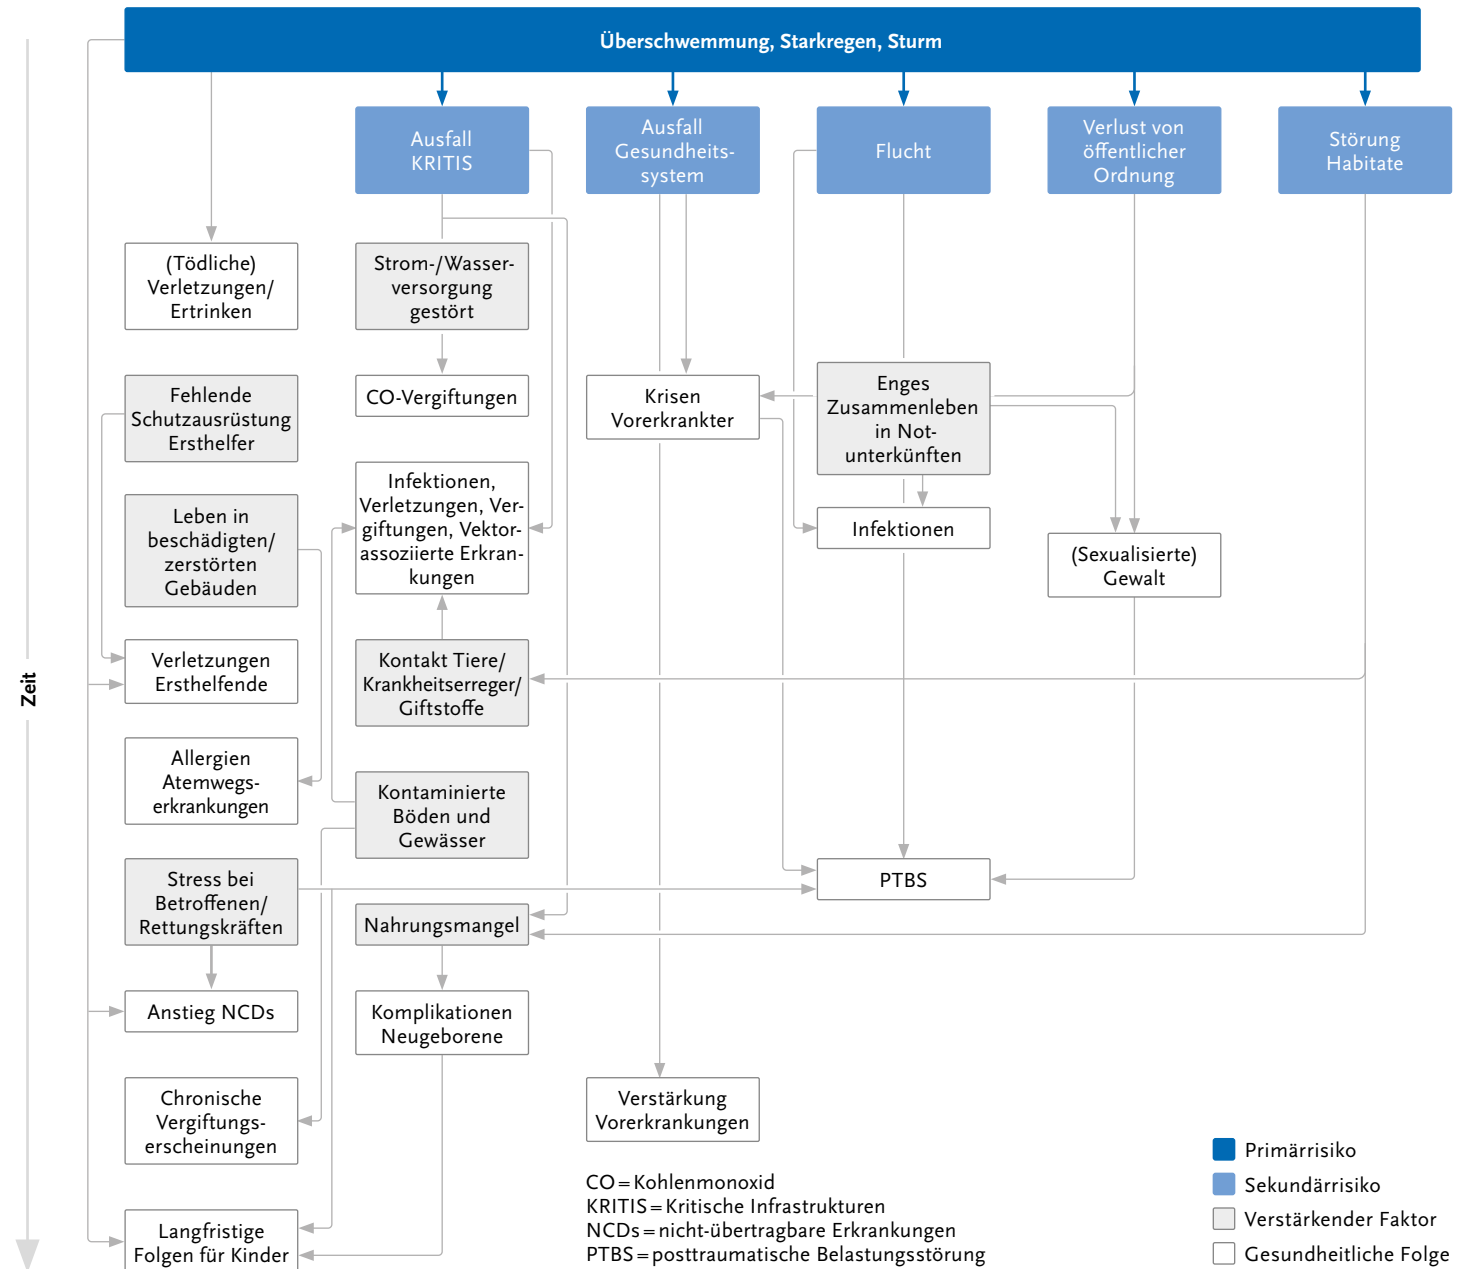 Überschwemmung, Starkregen, Sturm
Ausfall
KRITIS
Ausfall
Gesundheits-
system
Flucht
Verlust von
öffentlicher
Ordnung
Störung
Habitate
(Tödliche)
Verletzungen/
Ertrinken
Strom-/Wasser-
versorgung
gestört
Fehlende
Schutzausrüstung
Ersthelfer
CO-Vergiftungen
Krisen
Vorerkrankter
Enges
Zusammenleben
in Not-
unterkünften
Leben in
beschädigten/
zerstörten
Gebäuden
Infektionen,
Verletzungen, Ver-
giftungen, Vektor-
assoziierte Erkran-
kungen
Infektionen
(Sexualisierte)
Gewalt
Zeit
Verletzungen
Ersthelfende
Kontakt Tiere/
Krankheitserreger/
Giftstoffe
Allergien
Atemwegs-
erkrankungen
Kontaminierte
Böden und
Gewässer
Stress bei
Betroffenen/
Rettungskräften
Nahrungsmangel
PTBS
Anstieg NCDs
Komplikationen
Neugeborene
Chronische
Vergiftungs-
erscheinungen
Verstärkung
Vorerkrankungen
Langfristige
Folgen für Kinder
CO = Kohlenmonoxid
KRITIS = Kritische Infrastrukturen
NCDs = nicht-übertragbare Erkrankungen
PTBS = posttraumatische Belastungsstörung
Primärrisiko
Sekundärrisiko
Verstärkender Faktor
Gesundheitliche Folge